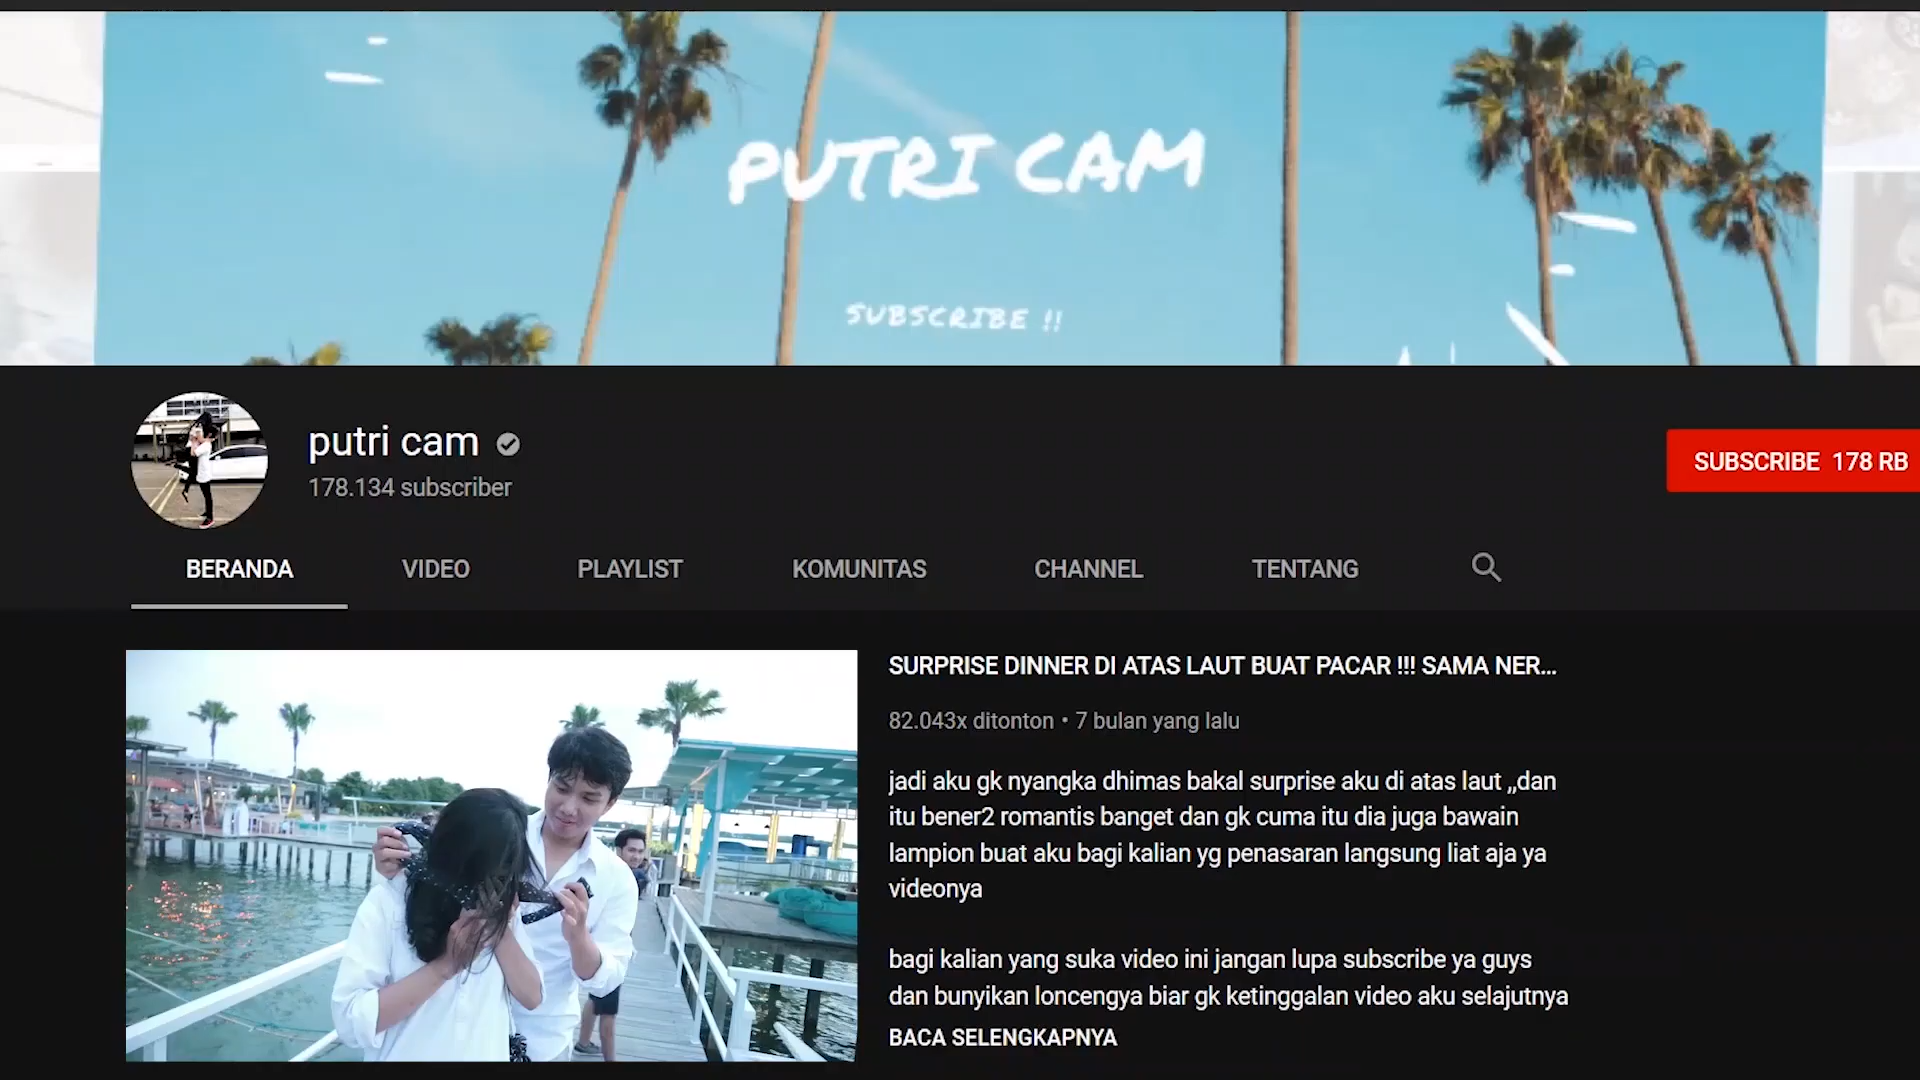 PUTRI CAM
SUBSCRIBE !!
putri cam
178.134 subscriber
SUBSCRIBE 178 RB
BERANDA
VIDEO
PLAYLIST
KOMUNITAS
CHANNEL
TENTANG
SURPRISE DINNER DI ATAS LAUT BUAT PACAR !!! SAMA NER...
82.043x ditonton • 7 bulan yang lalu
jadi aku gk nyangka dhimas bakal surprise aku di atas laut ,,dan
itu bener2 romantis banget dan gk cuma itu dia juga bawain
lampion buat aku bagi kalian yg penasaran langsung liat aja ya
videonya
bagi kalian yang suka video ini jangan lupa subscribe ya guys
dan bunyikan loncengya biar gk ketinggalan video aku selajutnya
BACA SELENGKAPNYA